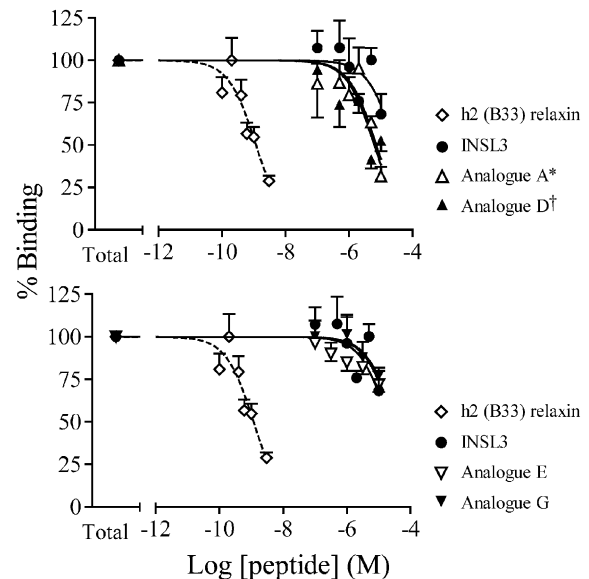 125
100
75
50
25
0
Total
-12
-10
-8
-6
-4
h2 (B33) relaxin
INSL3
Analogue A*
Analogue D†
% Binding
125
100
75
50
25
0
Total
-12
-10
-8
-6
-4
h2 (B33) relaxin
INSL3
Analogue E
Analogue G
Log [peptide] (M)